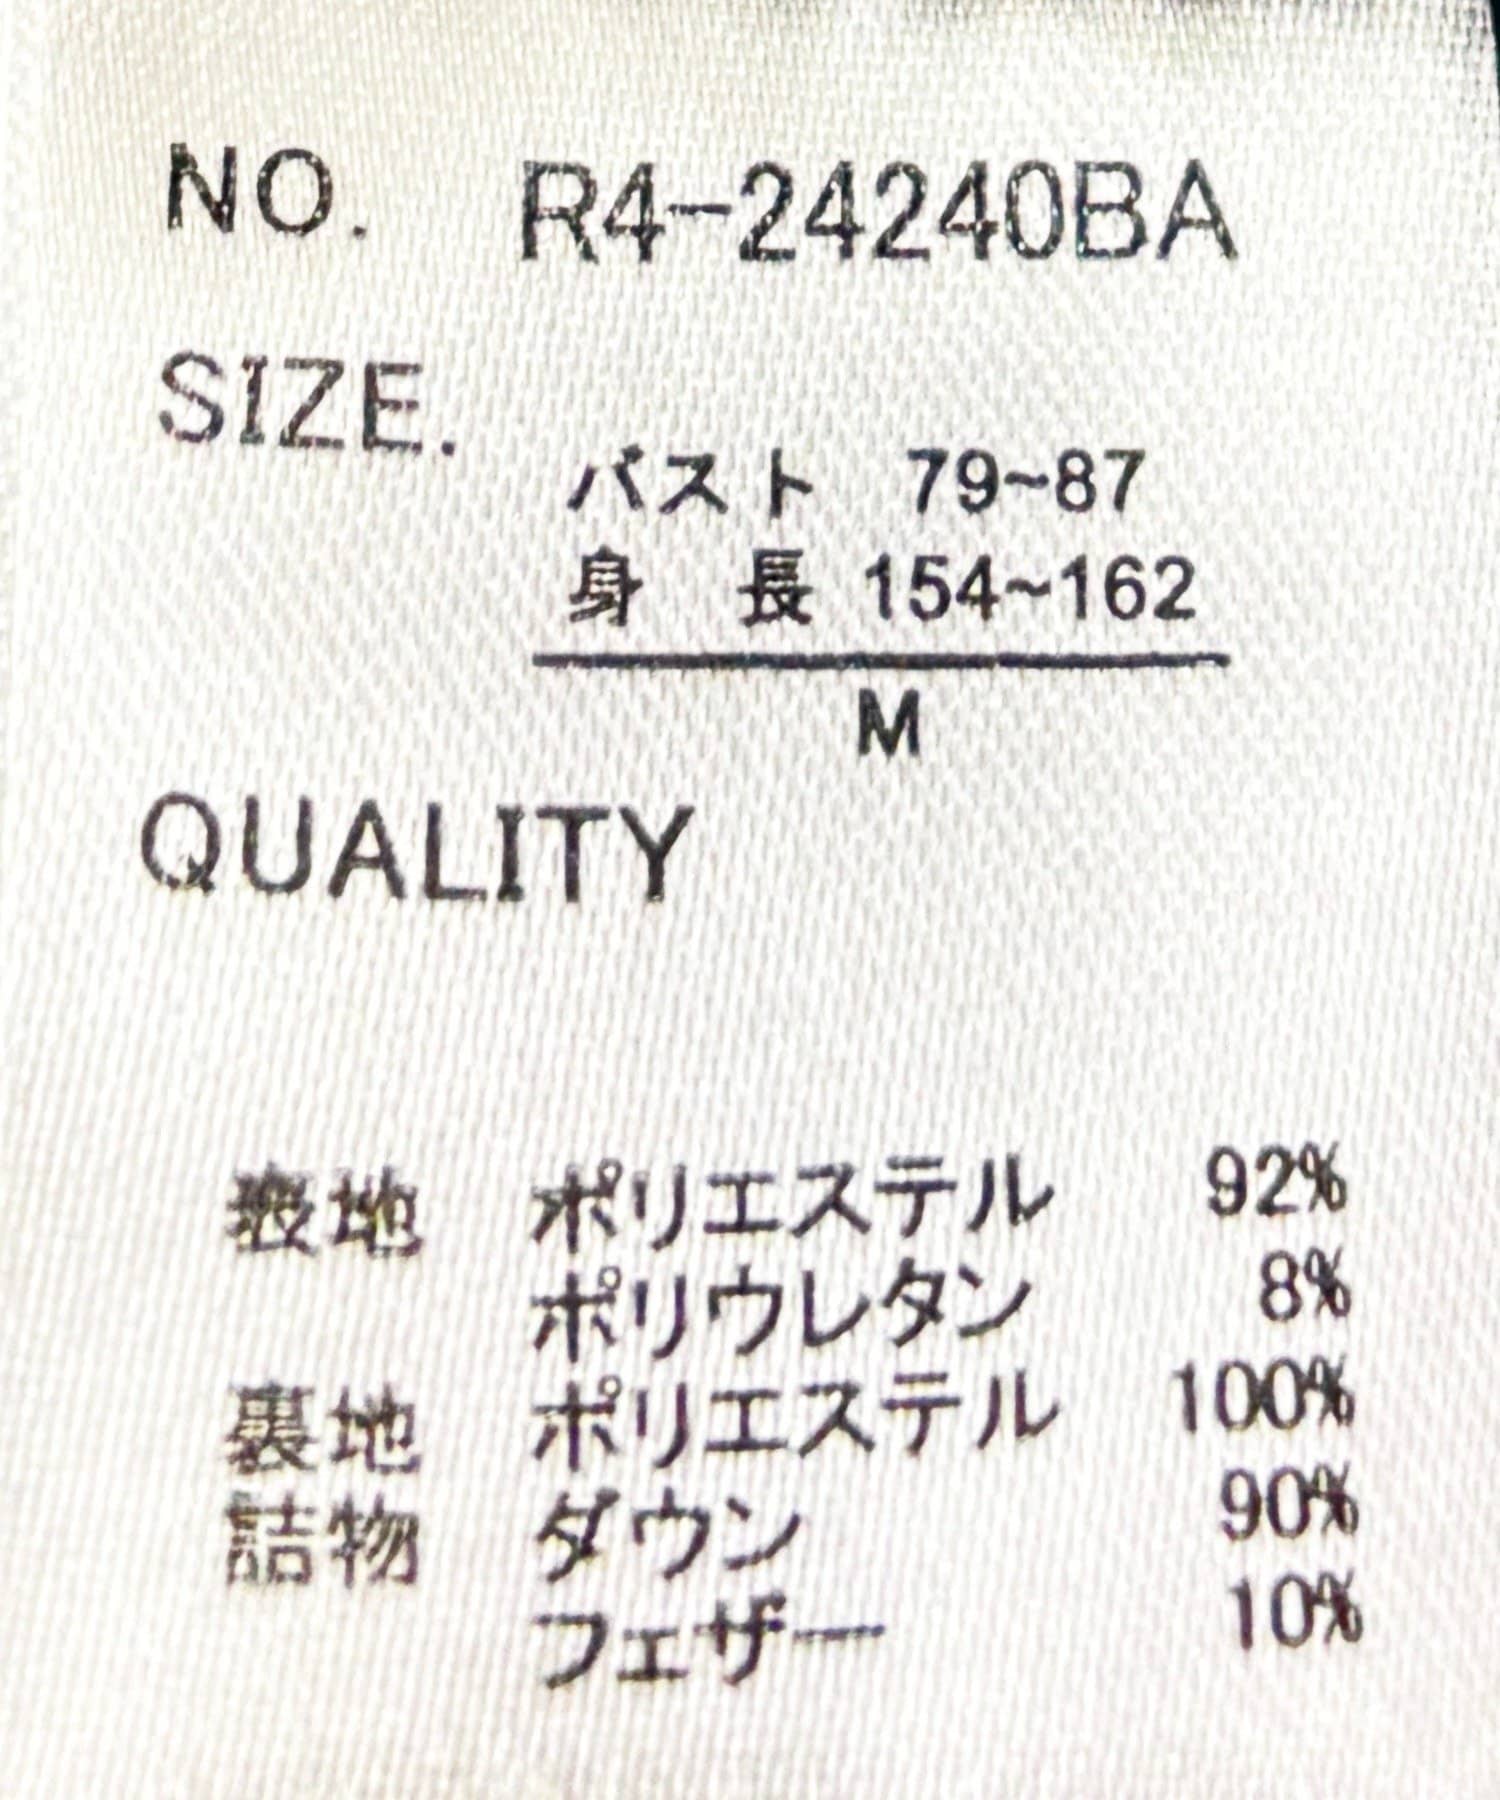 NO. R4-24240BA
SIZE.
バスト 79~87
身 長 154~162
M
QUALITY
表地 ポリエステル 92%
ポリウレタン 8%
裏地 ポリエステル 100%
詰物 ダウン 90%
フェザー 10%